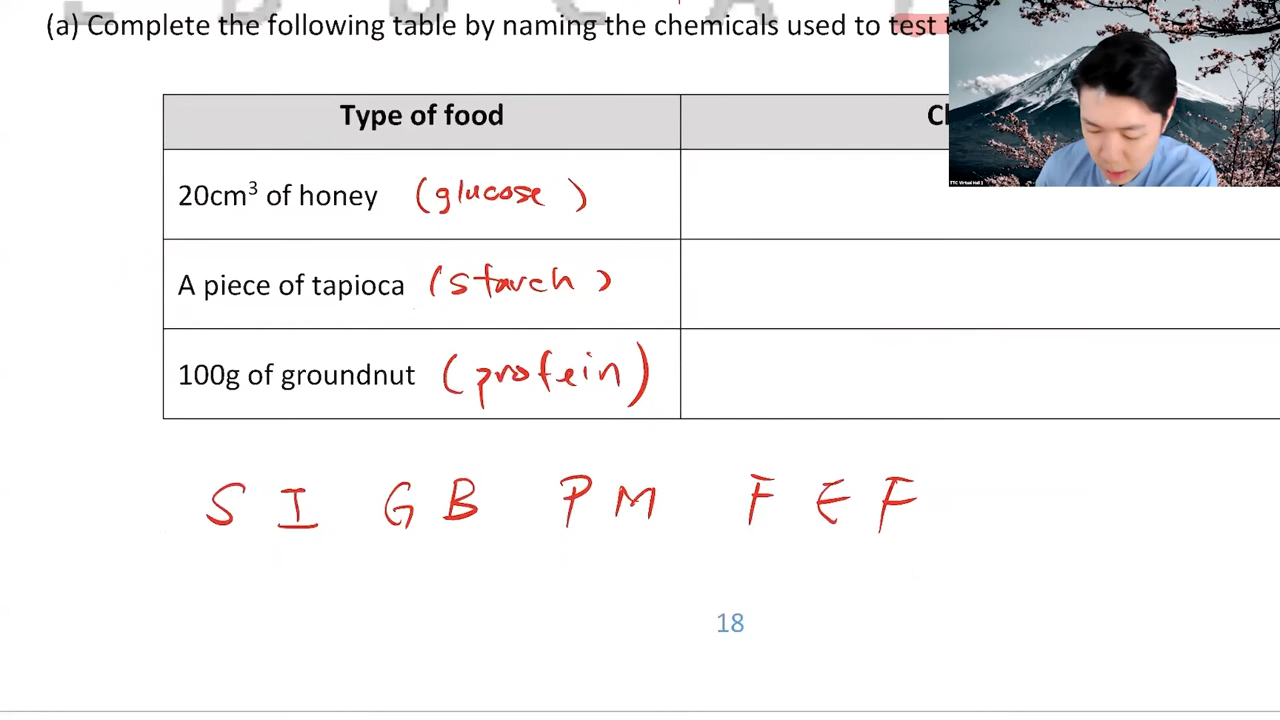 (a) Complete the following table by naming the chemicals used to test
Type of food
20cm³ of honey (glucose)
A piece of tapioca (starch)
100g of groundnut (protein)
S I G B P M F E F
18